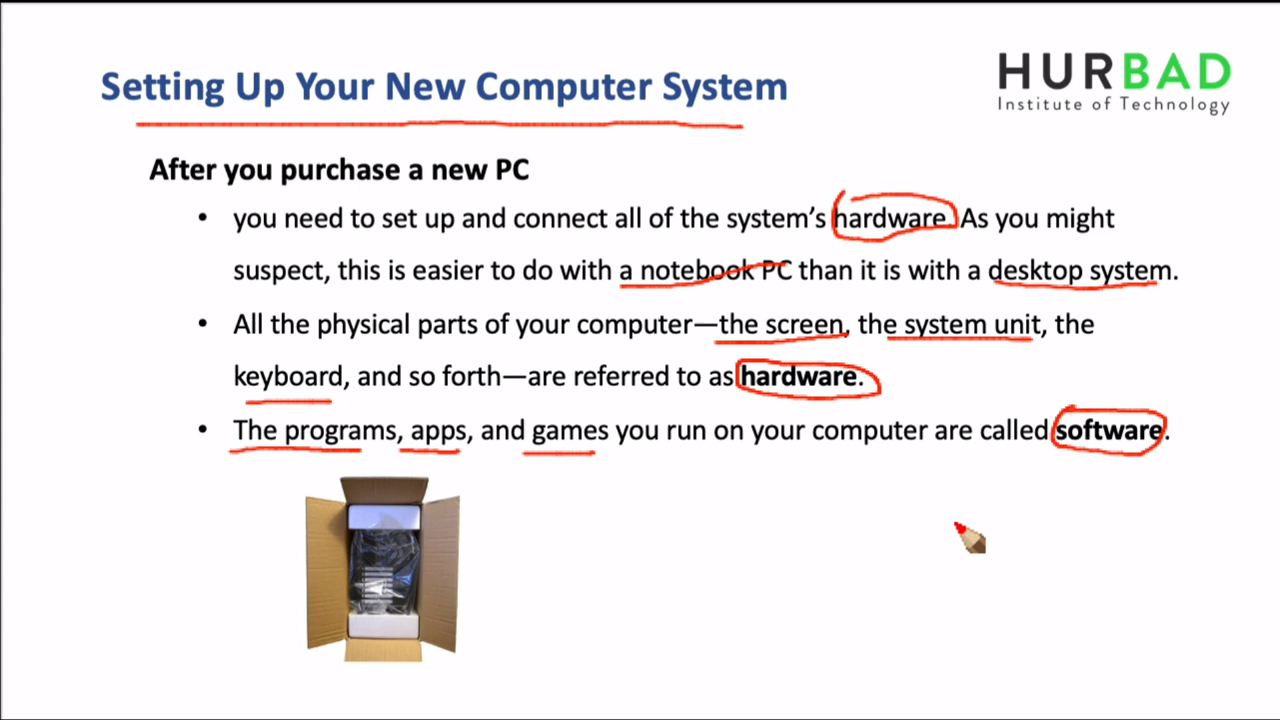 Setting Up Your New Computer System
HURBAD
Institute of Technology
After you purchase a new PC
• you need to set up and connect all of the system’s hardware. As you might
suspect, this is easier to do with a notebook PC than it is with a desktop system.
• All the physical parts of your computer—the screen, the system unit, the
keyboard, and so forth—are referred to as hardware.
• The programs, apps, and games you run on your computer are called software.